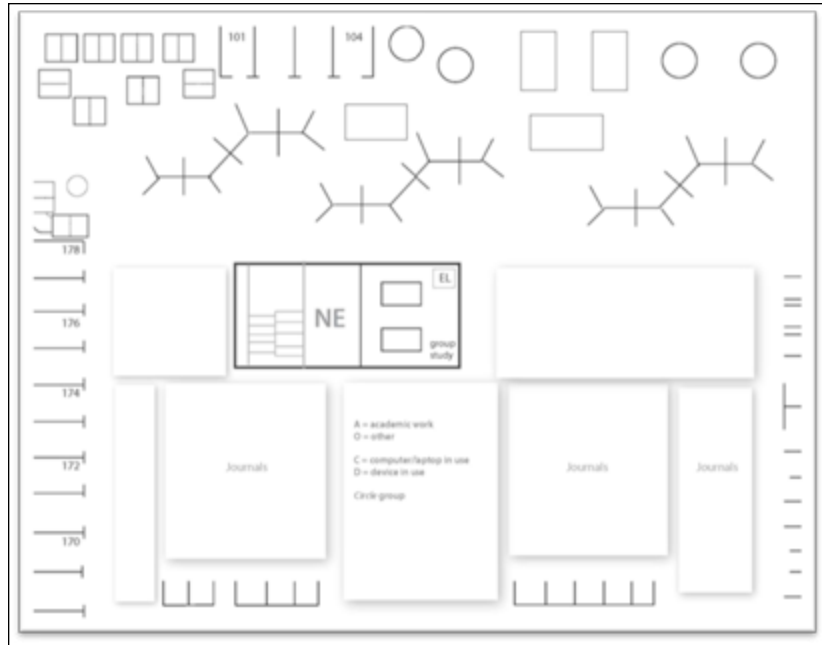 101
104
178
EL
176
NE
group
study
174
A = academic work
O = other
172
Journals
C = computer/laptop in use
Journals
Journals
D = device in use
Circle group
170